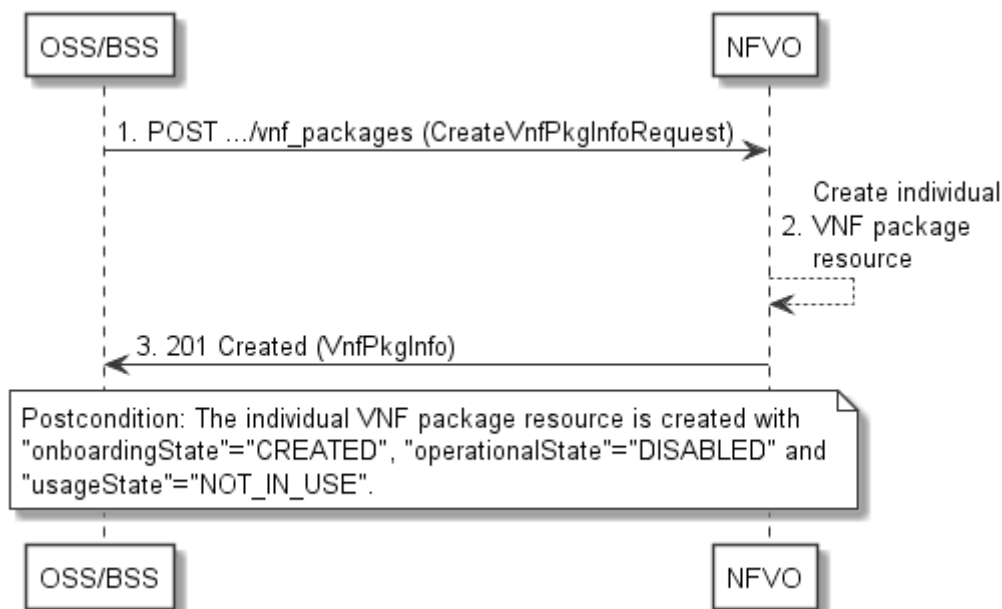 OSS/BSS
NFVO
1. POST .../vnf_packages (CreateVnfPkgInfoRequest)
Create individual
2. VNF package
resource
3. 201 Created (VnfPkgInfo)
Postcondition: The individual VNF package resource is created with
"onboardingState"="CREATED", "operationalState"="DISABLED" and
"usageState"="NOT_IN_USE".
OSS/BSS
NFVO